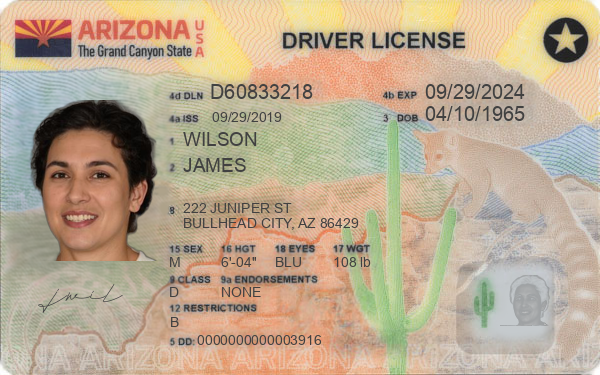 ARIZONA USA
The Grand Canyon State
DRIVER LICENSE
4d DLN D60833218 4b EXP 09/29/2024
4a ISS 09/29/2019 3 DOB 04/10/1965
1 WILSON
2 JAMES
8 222 JUNIPER ST
BULLHEAD CITY, AZ 86429
15 SEX 16 HGT 18 EYES 17 WGT
M 6'-04" BLU 108 lb
9 CLASS 9a ENDORSEMENTS
D NONE
12 RESTRICTIONS
B
5 DD: 0000000000003916
ARIZONA ARIZONA ARIZONA ARIZONA